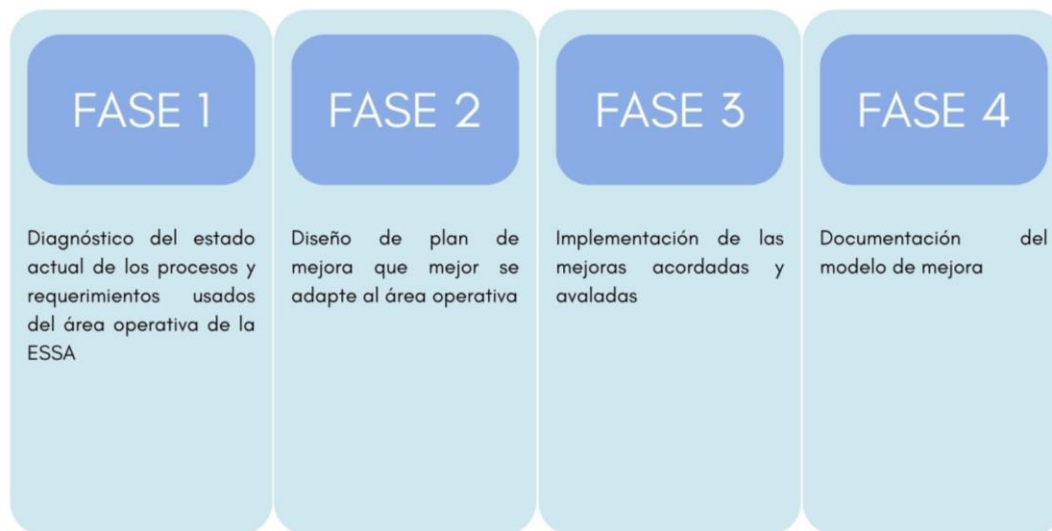 FASE 1
Diagnóstico del estado
actual de los procesos y
requerimientos usados
del área operativa de la
ESSA
FASE 2
Diseño de plan de
mejora que mejor se
adapte al área operativa
FASE 3
Implementación de las
mejoras acordadas y
avaladas
FASE 4
Documentación del
modelo de mejora